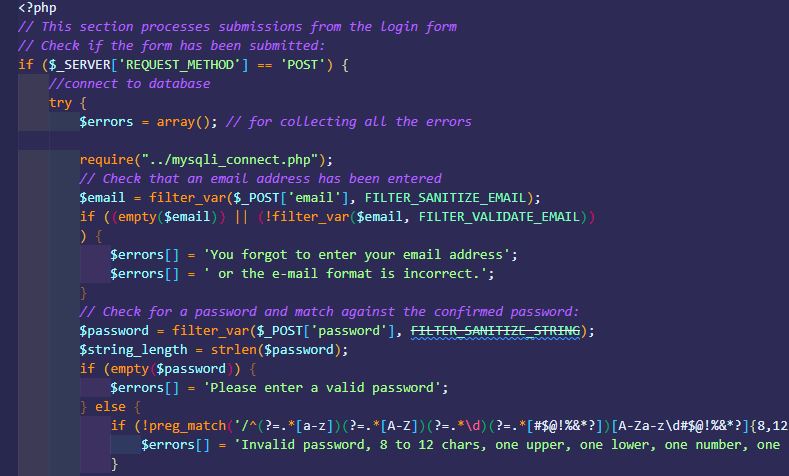 <?php
// This section processes submissions from the login form
// Check if the form has been submitted:
if ($_SERVER['REQUEST_METHOD'] == 'POST') {
//connect to database
try {
$errors = array(); // for collecting all the errors
require("../mysqli_connect.php");
// Check that an email address has been entered
$email = filter_var($_POST['email'], FILTER_SANITIZE_EMAIL);
if ((empty($email)) || (!filter_var($email, FILTER_VALIDATE_EMAIL))
) {
$errors[] = 'You forgot to enter your email address';
$errors[] = ' or the e-mail format is incorrect.';
}
// Check for a password and match against the confirmed password:
$password = filter_var($_POST['password'], FILTER_SANITIZE_STRING);
$string_length = strlen($password);
if (empty($password)) {
$errors[] = 'Please enter a valid password';
} else {
if (!preg_match('/^(?=.*[a-z])(?=.*[A-Z])(?=.*\d)(?=.*[#$@!%&*?])[A-Za-z\d#$@!%&*?]{8,12
$errors[] = 'Invalid password, 8 to 12 chars, one upper, one lower, one number, one
}